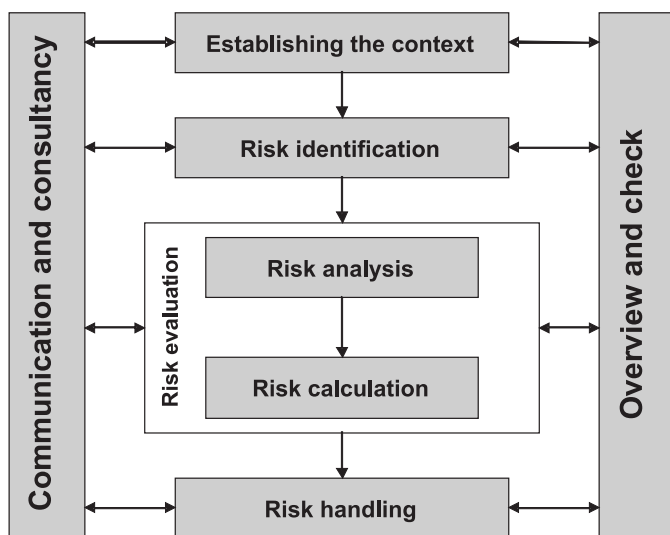 Communication and consultancy
Establishing the context
Risk identification
Risk evaluation
Risk analysis
Risk calculation
Risk handling
Overview and check